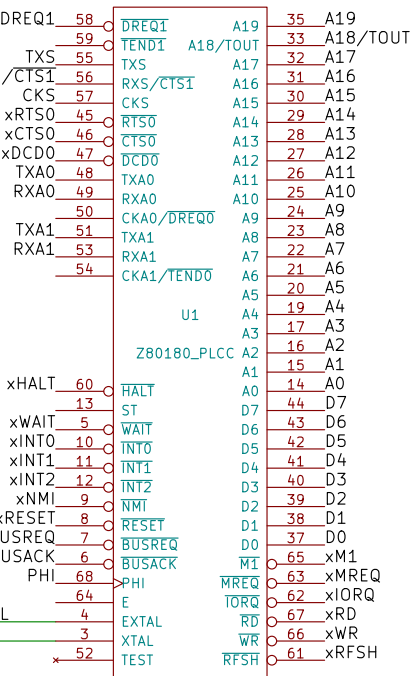 DREQ1 58 DREQ1 A19 35 A19
59 TEND1 A18/TOUT 33 A18/TOUT
TXS 55 TXS A17 32 A17
/CTS1 56 RXS/CTS1 A16 31 A16
CKS 57 CKS A15 30 A15
xRTS0 45 RTS0 A14 29 A14
xCTS0 46 CTS0 A13 28 A13
xDCD0 47 DCD0 A12 27 A12
TXA0 48 TXA0 A11 26 A11
RXA0 49 RXA0 A10 25 A10
50 CKA0/DREQ0 A9 24 A9
TXA1 51 TXA1 A8 23 A8
RXA1 53 RXA1 A7 22 A7
54 CKA1/TEND0 A6 21 A6
A5 20 A5
U1 A4 19 A4
A3 17 A3
Z80180_PLCC A2 16 A2
A1 15 A1
xHALT 60 HALT A0 14 A0
13 ST D7 44 D7
xWAIT 5 WAIT D6 43 D6
xINT0 10 INT0 D5 42 D5
xINT1 11 INT1 D4 41 D4
xINT2 12 INT2 D3 40 D3
xNMI 9 NMI D2 39 D2
xRESET 8 RESET D1 38 D1
USREQ 7 BUSREQ D0 37 D0
USACK 6 BUSACK M1 65 xM1
PHI 68 PHI MREQ 63 xMREQ
64 E IORQ 62 xIORQ
L 4 EXTAL RD 67 xRD
3 XTAL WR 66 xWR
52 TEST RFSH 61 xRFSH